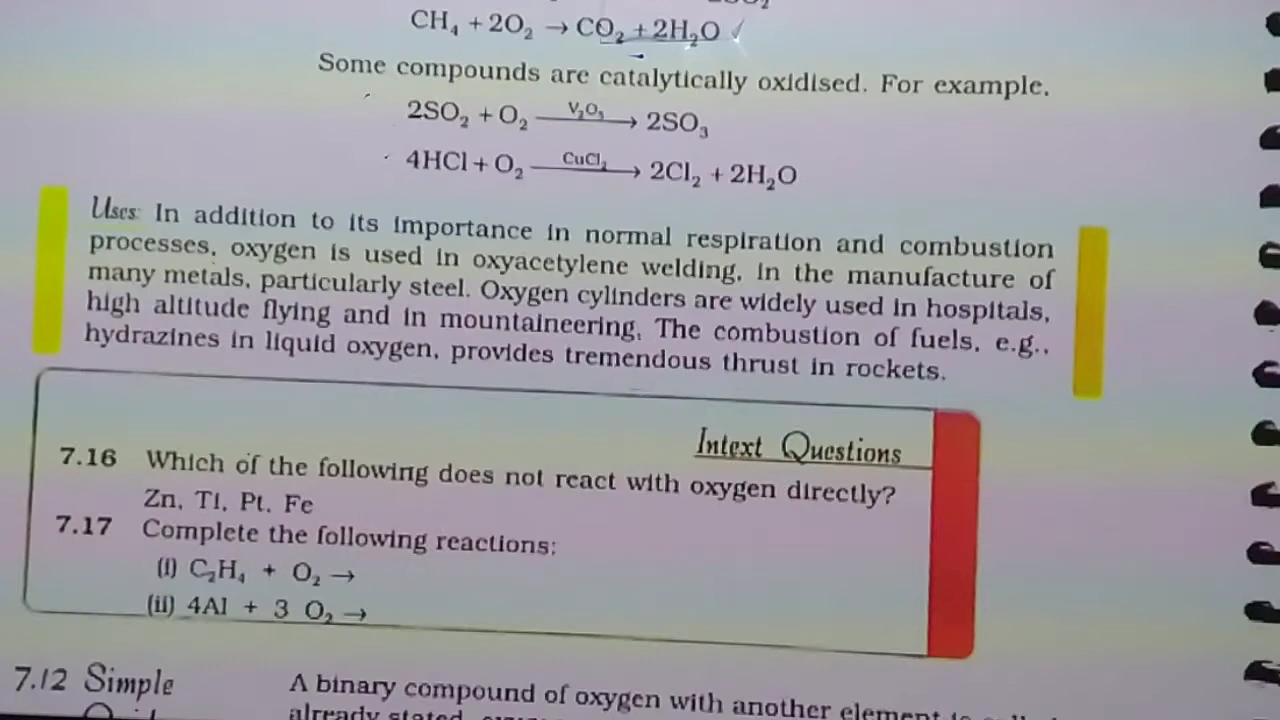 CH₄ + 2O₂ → CO₂ + 2H₂O ✓
Some compounds are catalytically oxidised. For example,
2SO₂ + O₂ —V₂O₅→ 2SO₃
4HCl + O₂ —CuCl₂→ 2Cl₂ + 2H₂O
Uses: In addition to its importance in normal respiration and combustion
processes, oxygen is used in oxyacetylene welding, in the manufacture of
many metals, particularly steel. Oxygen cylinders are widely used in hospitals,
high altitude flying and in mountaineering. The combustion of fuels, e.g.,
hydrazines in liquid oxygen, provides tremendous thrust in rockets.
Intext Questions
7.16 Which of the following does not react with oxygen directly?
Zn, Ti, Pt, Fe
7.17 Complete the following reactions:
(i) C₂H₄ + O₂ →
(ii) 4Al + 3 O₂ →
7.12 Simple
A binary compound of oxygen with another element is
already stated,